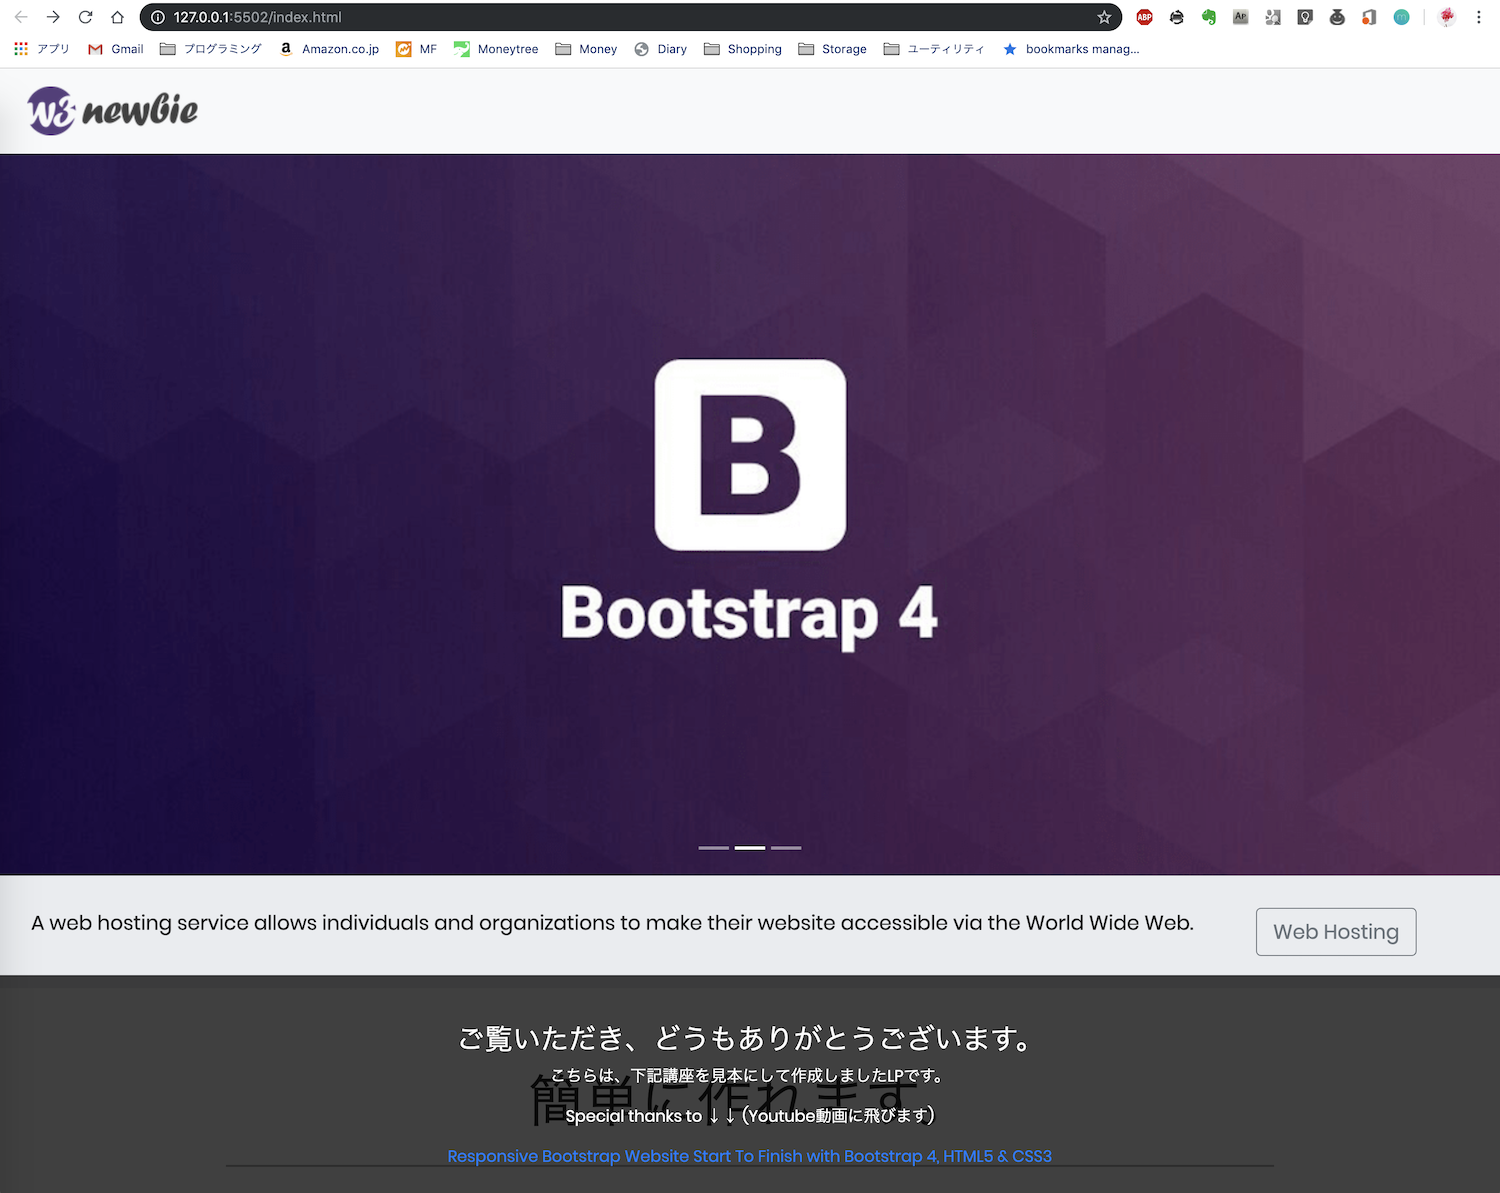 127.0.0.1:5502/index.html
ABP
AP
m
アプリ Gmail プログラミング a Amazon.co.jp MF Moneytree Money Diary Shopping Storage ユーティリティ bookmarks manag...
W3 newbie
B
Bootstrap 4
A web hosting service allows individuals and organizations to make their website accessible via the World Wide Web.
Web Hosting
ご覧いただき、どうもありがとうございます。
こちらは、下記講座を見本にして作成しましたLPです。
簡単に作れます。
Special thanks to ↓↓ (Youtube動画に飛びます)
Responsive Bootstrap Website Start To Finish with Bootstrap 4, HTML5 & CSS3